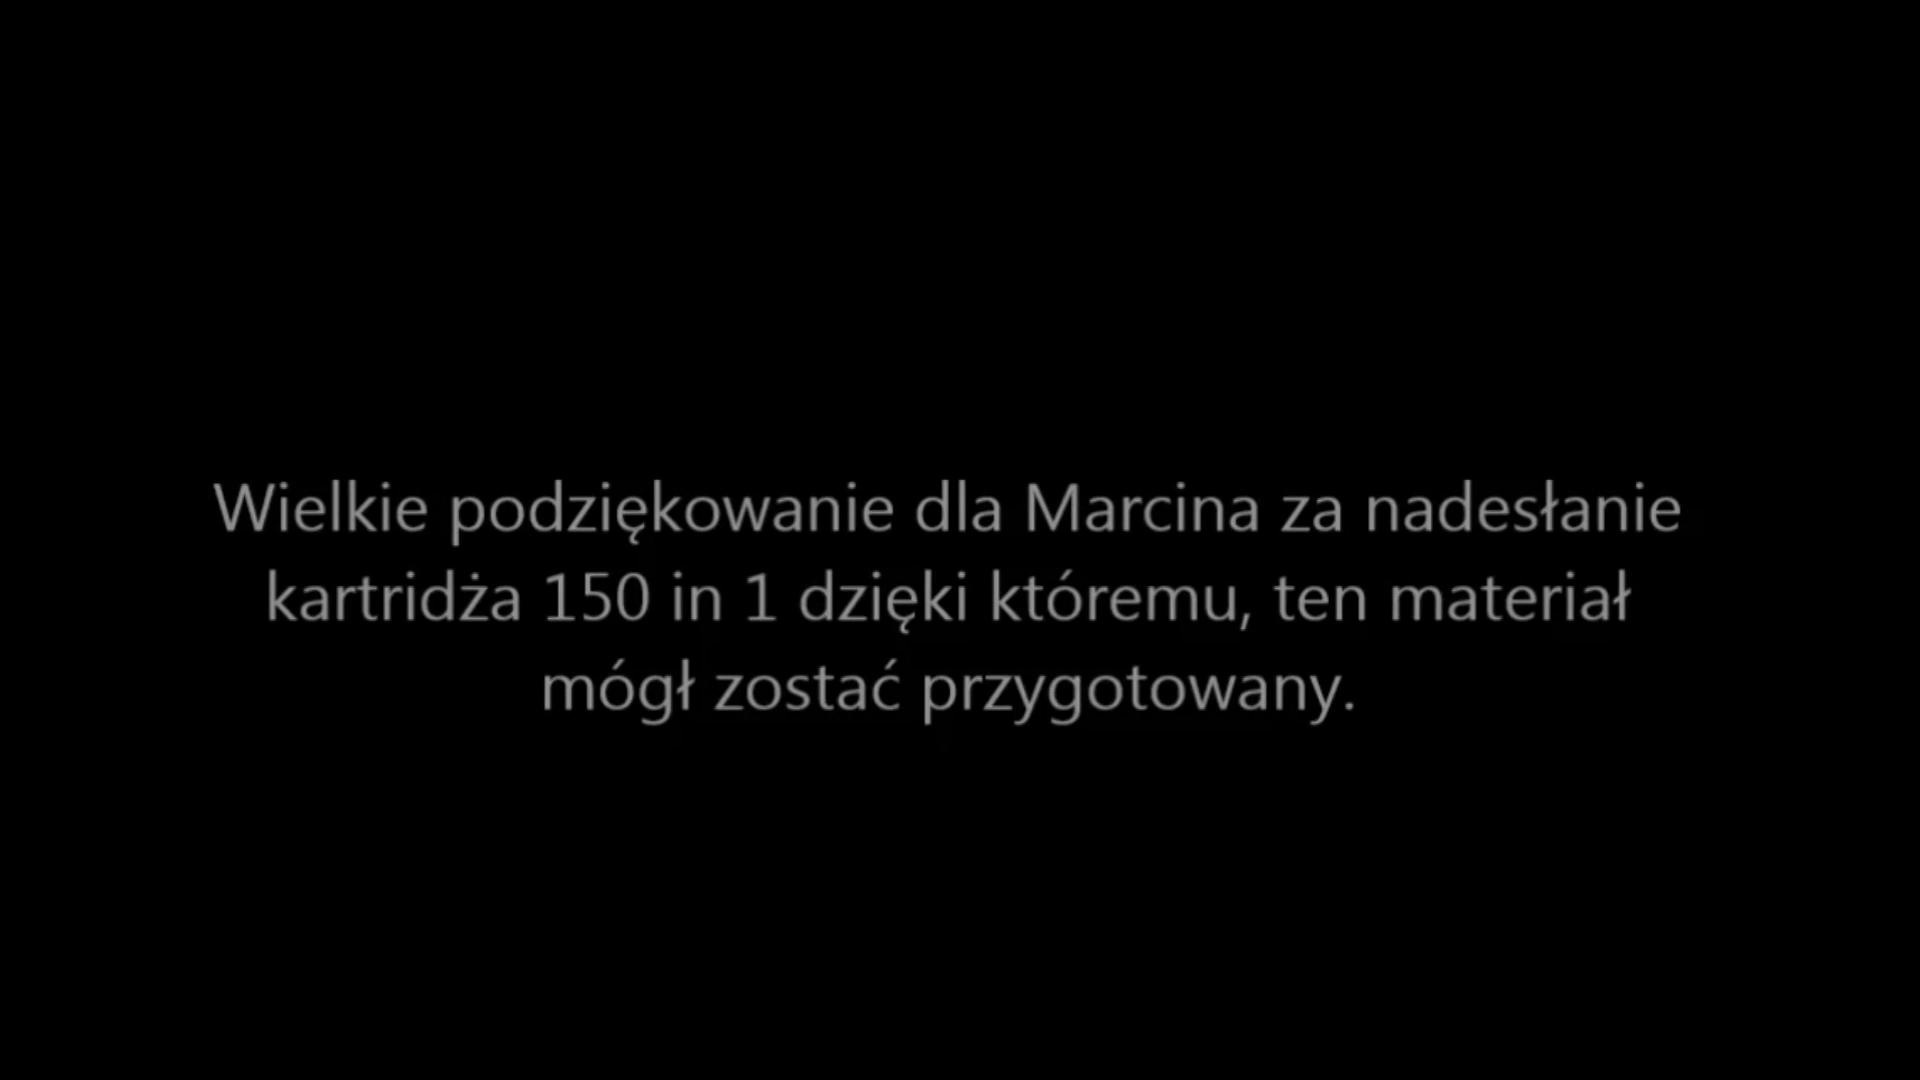 Wielkie podziękowanie dla Marcina za nadesłanie
kartridża 150 in 1 dzięki któremu, ten materiał
mógł zostać przygotowany.